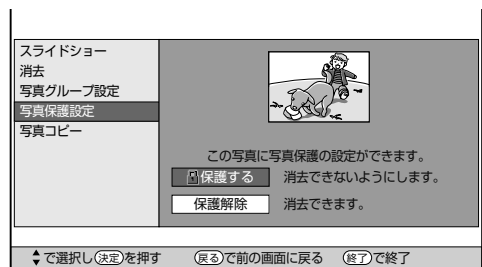 スライドショー
消去
写真グループ設定
写真保護設定
写真コピー
この写真に写真保護の設定ができます。
保護する 消去できないようにします。
保護解除 消去できます。
で選択し決定を押す 戻るで前の画面に戻る 終了で終了